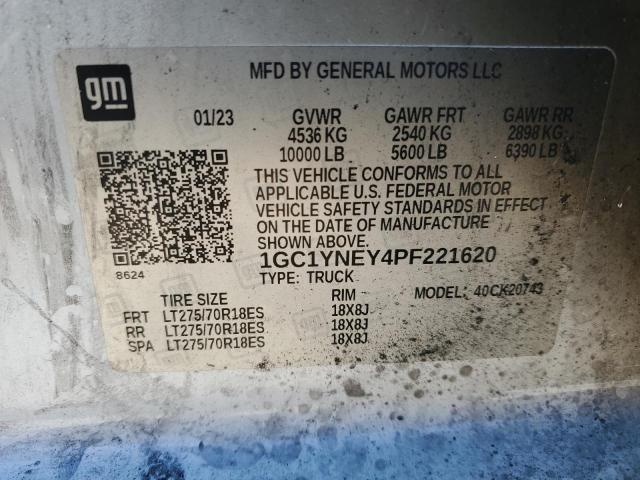 gm
MFD BY GENERAL MOTORS LLC
01/23 GVWR GAWR FRT GAWR RR
4536 KG 2540 KG 2898 KG
10000 LB 5600 LB 6390 LB
THIS VEHICLE CONFORMS TO ALL
APPLICABLE U.S. FEDERAL MOTOR
VEHICLE SAFETY STANDARDS IN EFFECT
ON THE DATE OF MANUFACTURE
SHOWN ABOVE.
1GC1YNEY4PF221620
8624
TYPE: TRUCK
MODEL: 40CK20743
TIRE SIZE RIM
FRT LT275/70R18ES 18X8J
RR LT275/70R18ES 18X8J
SPA LT275/70R18ES 18X8J